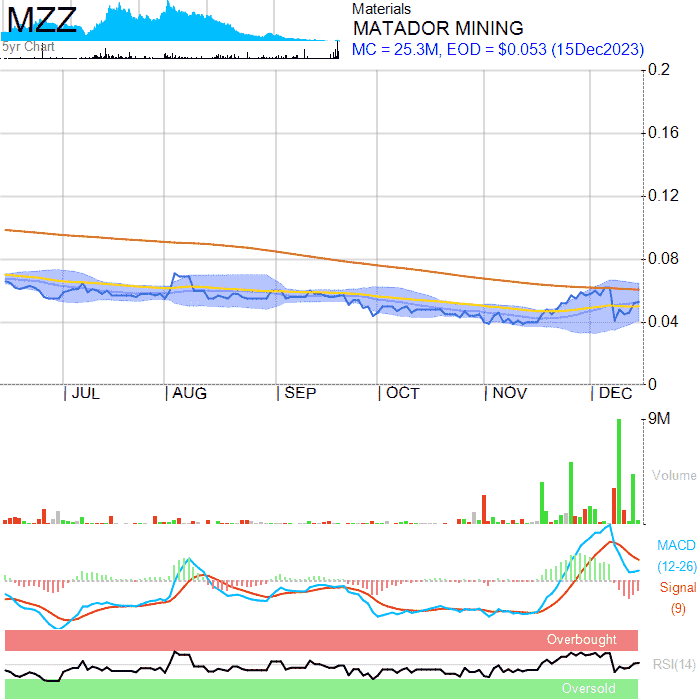 MZZ
5yr Chart
Materials
MATADOR MINING
MC = 25.3M, EOD = $0.053 (15Dec2023)
0.2
0.16
0.12
0.08
0.04
0
JUL AUG SEP OCT NOV DEC
9M
Volume
MACD
(12-26)
Signal
(9)
Overbought
RSI(14)
Oversold